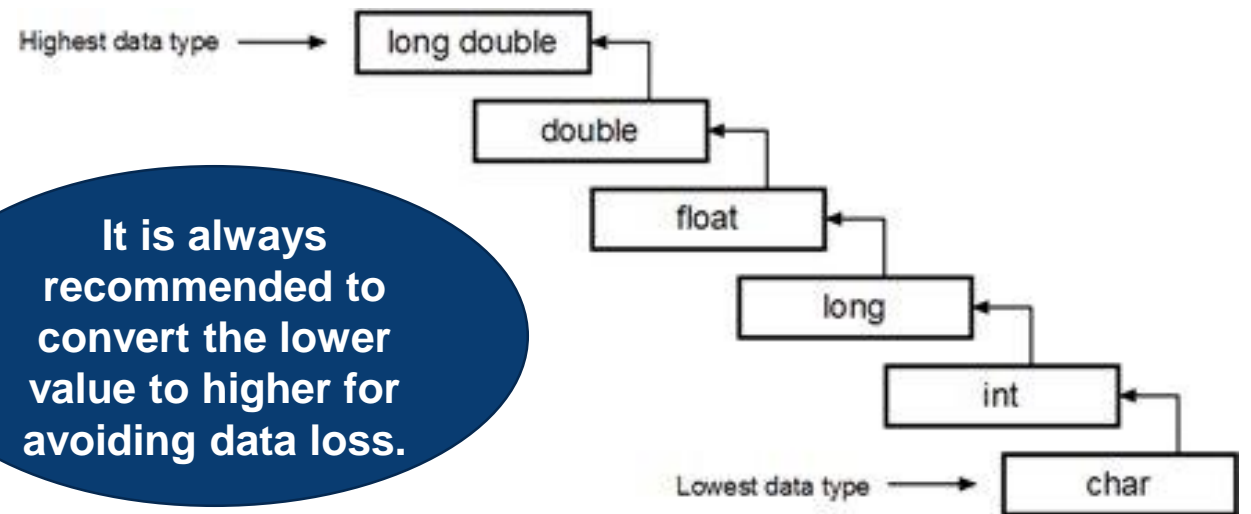 Highest data type
long double
double
float
long
int
char
Lowest data type
It is always
recommended to
convert the lower
value to higher for
avoiding data loss.